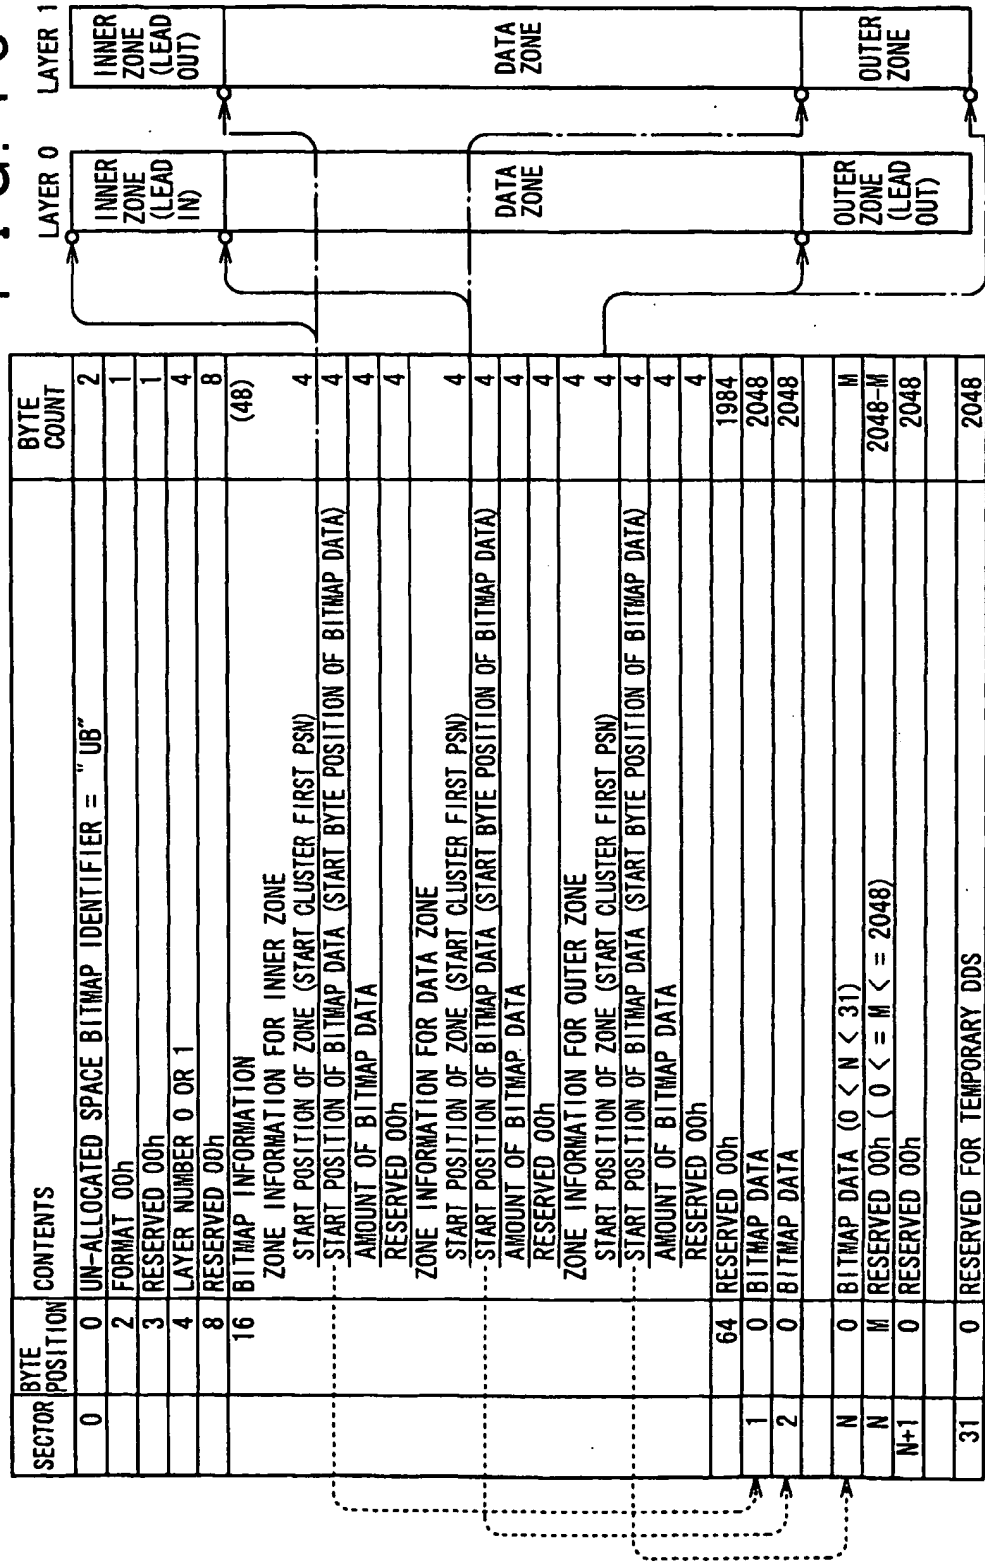 SECTOR BYTE POSITION CONTENTS BYTE COUNT
0 0 UN-ALLOCATED SPACE BITMAP IDENTIFIER = "UB" 2
2 FORMAT 00h 1
3 RESERVED 00h 1
4 LAYER NUMBER 0 OR 1 4
8 RESERVED 00h 8
16 BITMAP INFORMATION (48)
ZONE INFORMATION FOR INNER ZONE
START POSITION OF ZONE (START CLUSTER FIRST PSN) 4
START POSITION OF BITMAP DATA (START BYTE POSITION OF BITMAP DATA) 4
AMOUNT OF BITMAP DATA 4
RESERVED 00h 4
ZONE INFORMATION FOR DATA ZONE
START POSITION OF ZONE (START CLUSTER FIRST PSN) 4
START POSITION OF BITMAP DATA (START BYTE POSITION OF BITMAP DATA) 4
AMOUNT OF BITMAP DATA 4
RESERVED 00h 4
ZONE INFORMATION FOR OUTER ZONE 4
START POSITION OF ZONE (START CLUSTER FIRST PSN) 4
START POSITION OF BITMAP DATA (START BYTE POSITION OF BITMAP DATA) 4
AMOUNT OF BITMAP DATA 4
RESERVED 00h 4
64 RESERVED 00h 1984
1 0 BITMAP DATA 2048
2 0 BITMAP DATA 2048
N 0 BITMAP DATA (0 < N < 31) M
N M RESERVED 00h ( 0 < = M < = 2048) 2048-M
N+1 0 RESERVED 00h 2048
31 0 RESERVED FOR TEMPORARY DDS 2048
LAYER 0
INNER
ZONE
(LEAD
IN)
DATA
ZONE
OUTER
ZONE
(LEAD
OUT)
LAYER 1
INNER
ZONE
(LEAD
OUT)
DATA
ZONE
OUTER
ZONE